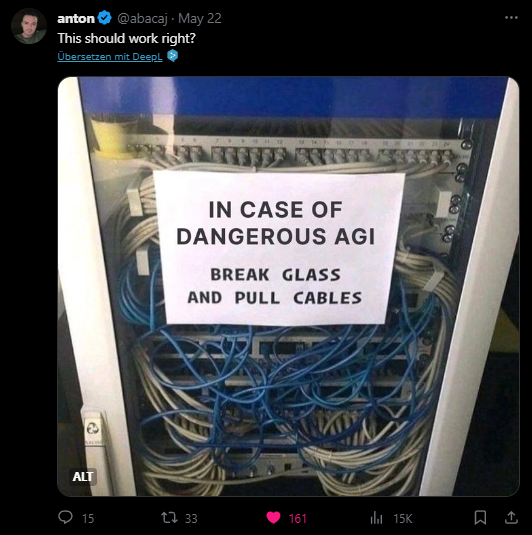 anton @abacaj · May 22
This should work right?
Übersetzen mit DeepL
IN CASE OF
DANGEROUS AGI
BREAK GLASS
AND PULL CABLES
ALT
15 33 161 15K